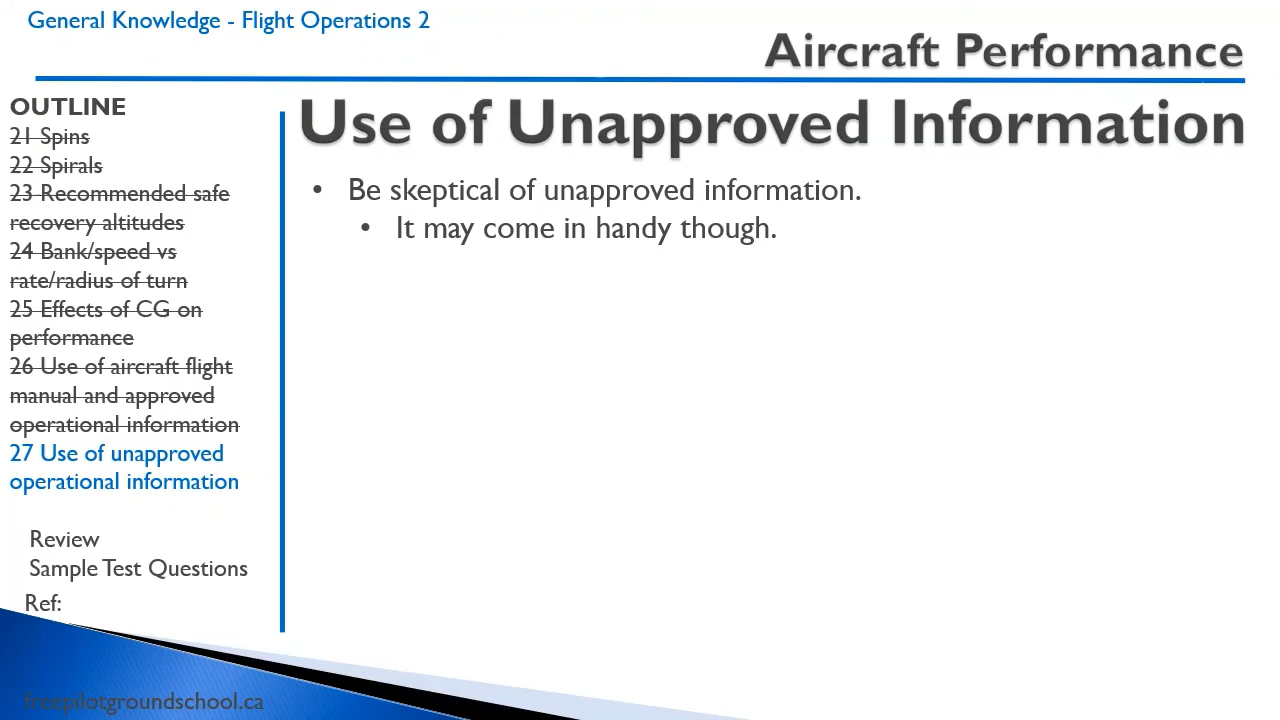 General Knowledge - Flight Operations 2
Aircraft Performance
OUTLINE
21 Spins
22 Spirals
23 Recommended safe
recovery altitudes
24 Bank/speed vs
rate/radius of turn
25 Effects of CG on
performance
26 Use of aircraft flight
manual and approved
operational information
27 Use of unapproved
operational information
Review
Sample Test Questions
Ref:
freepilotgroundschool.ca
Use of Unapproved Information
• Be skeptical of unapproved information.
• It may come in handy though.